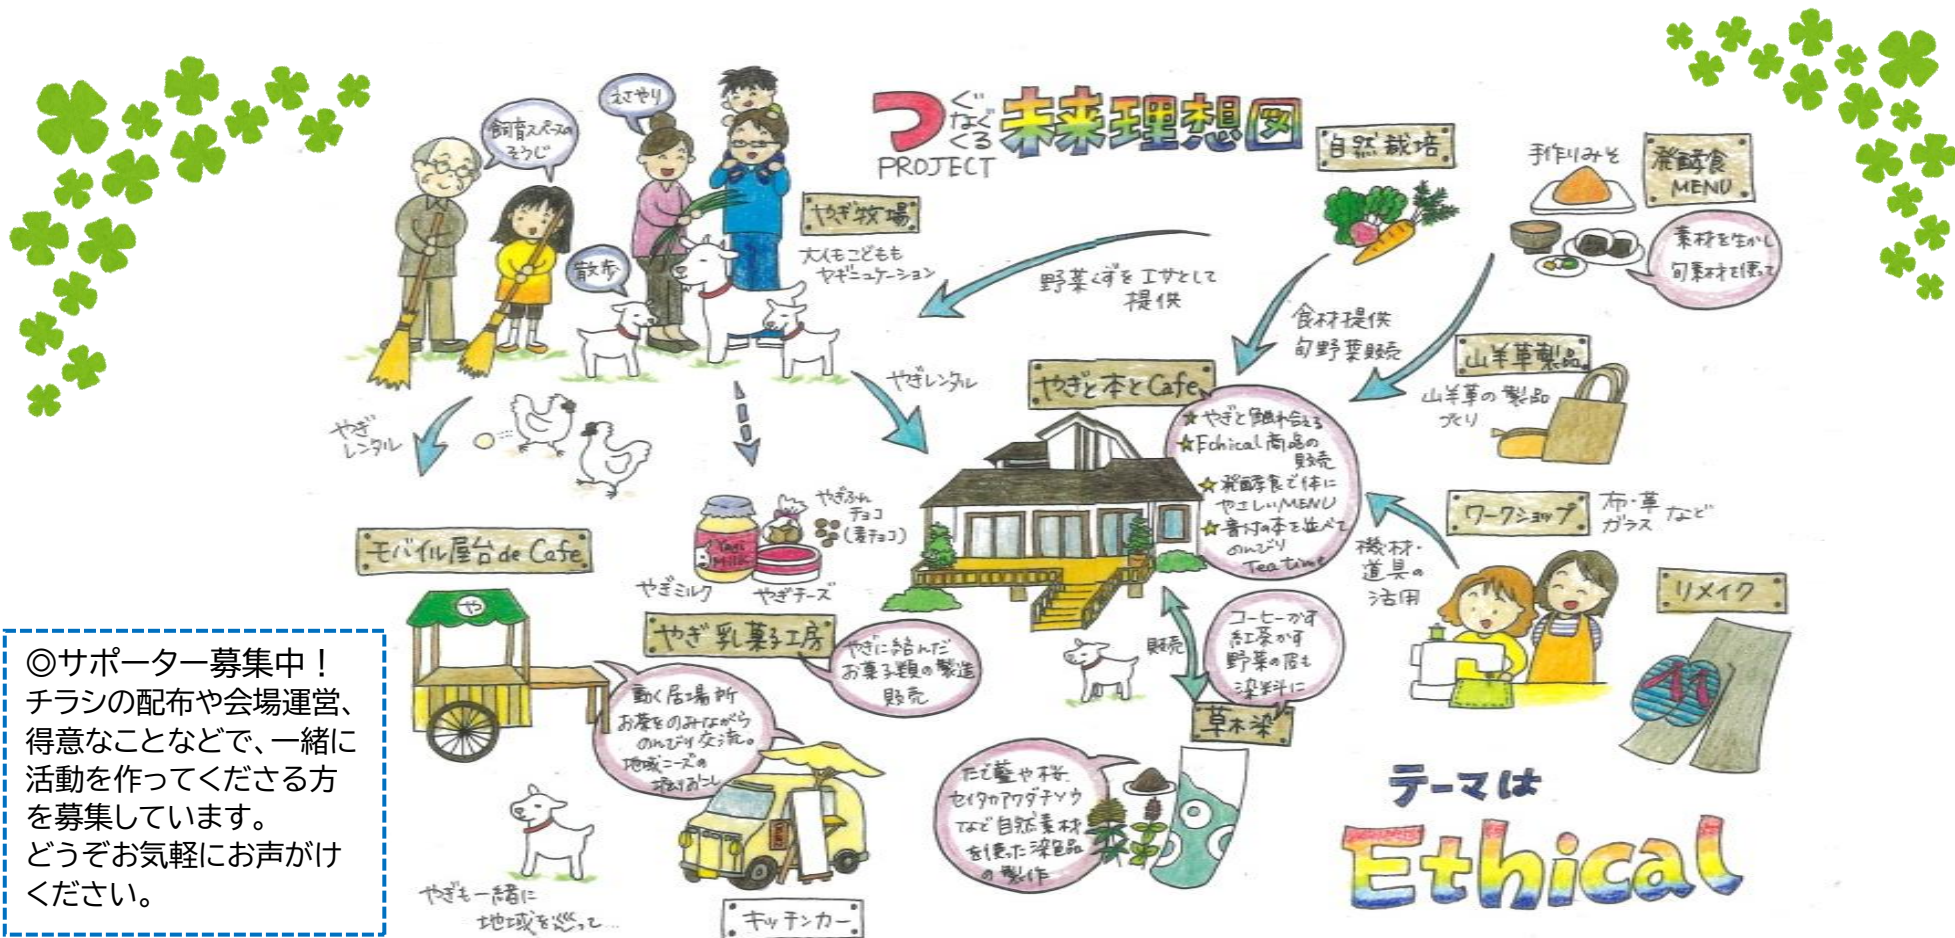 つ
ぐ
なぐ
くる
未来理想図
PROJECT
飼育スペースの
そうじ
えさやり
散歩
やぎ牧場
大人もこどもも
ヤギニュケーション
自然栽培
手作りみそ
発酵食
MENU
素材を生かし
旬素材を使って
野菜くずをエサとして
提供
食材提供
旬野菜販売
山羊革製品
山羊革の製品
づくり
やぎ
レンタル
やぎレンタル
やぎと本とCafe
★やぎと触れ合える
★Ethical商品の
販売
★発酵食で体に
やさしいMENU
の本を並べて
のんびり
Tea time
ワークショップ
布・革
ガラス など
機材・
道具の
活用
リメイク
モバイル屋台 de Cafe
や
Yagi
Milk
やぎミルク
やぎチーズ
やぎふん
チョコ
(麦チョコ)
やぎ乳菓子工房
やぎに絡んだ
お菓子類の製造
販売
動く居場所
お茶をのみながら
のんびり交流。
地域ニーズの
掘りおこし
販売
コーヒーかす
紅茶かす
野菜の皮も
染料に
草木染
たで藍や桜
セイタカアワダチソウ
など自然素材
を使った染色品
の製作
やぎも一緒に
地域を巡って…
キッチンカー
テーマは
Ethical
◎サポーター募集中!
チラシの配布や会場運営、
得意なことなどで、一緒に
活動を作ってくださる方
を募集しています。
どうぞお気軽にお声がけ
ください。